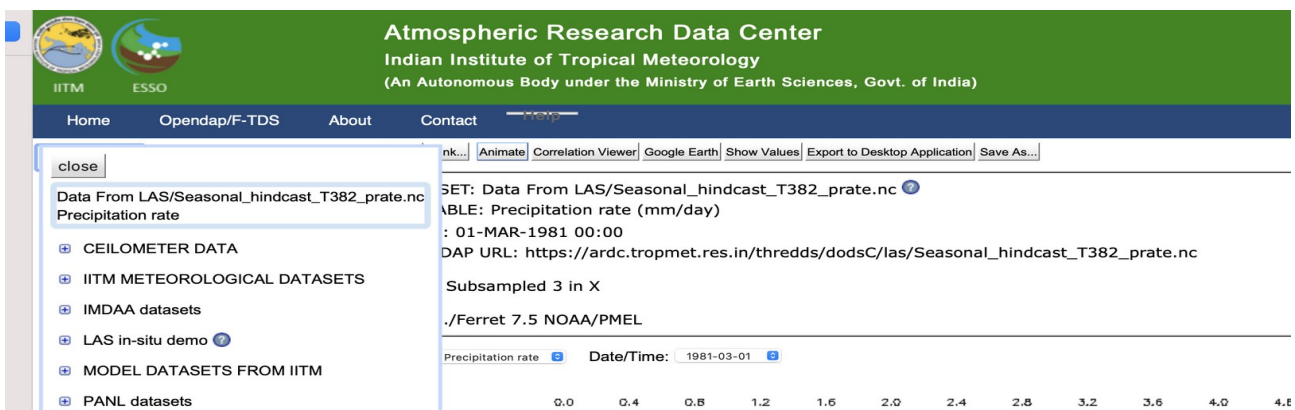 Atmospheric Research Data Center
Indian Institute of Tropical Meteorology
(An Autonomous Body under the Ministry of Earth Sciences, Govt. of India)
IITM ESSO
Home Opendap/F-TDS About Contact Help
close
nk... Animate Correlation Viewer Google Earth Show Values Export to Desktop Application Save As...
Data From LAS/Seasonal_hindcast_T382_prate.nc
Precipitation rate
CEILOMETER DATA
IITM METEOROLOGICAL DATASETS
IMDAA datasets
LAS in-situ demo ?
MODEL DATASETS FROM IITM
PANL datasets
SET: Data From LAS/Seasonal_hindcast_T382_prate.nc ?
ABLE: Precipitation rate (mm/day)
: 01-MAR-1981 00:00
DAP URL: https://ardc.tropmet.res.in/thredds/dodsC/las/Seasonal_hindcast_T382_prate.nc
Subsampled 3 in X
./Ferret 7.5 NOAA/PMEL
Precipitation rate Date/Time: 1981-03-01
0.0 0.4 0.8 1.2 1.6 2.0 2.4 2.8 3.2 3.6 4.0